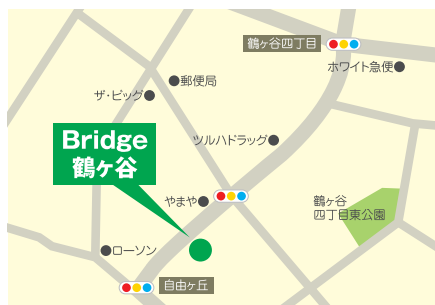 鶴ヶ谷四丁目
ホワイト急便
郵便局
ザ・ビッグ
Bridge
鶴ヶ谷
ツルハドラッグ
やまや
鶴ヶ谷
四丁目東公園
ローソン
自由ヶ丘